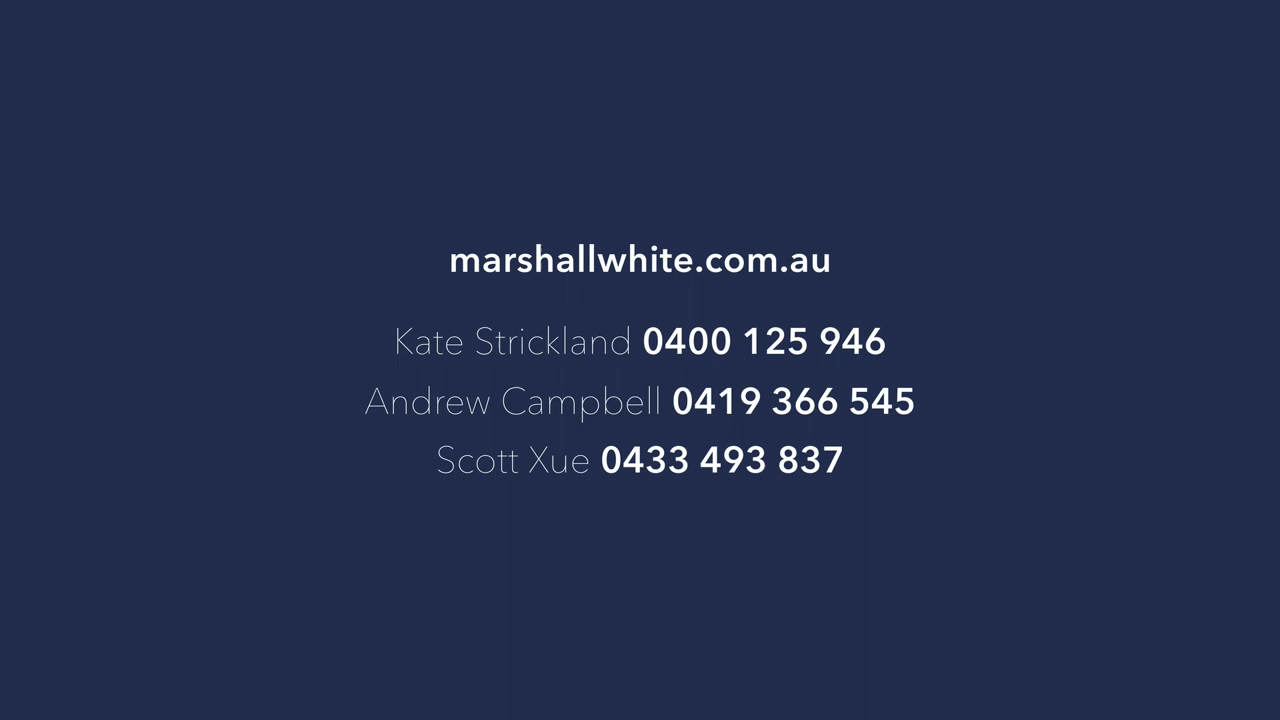 marshallwhite.com.au
Kate Strickland 0400 125 946
Andrew Campbell 0419 366 545
Scott Xue 0433 493 837